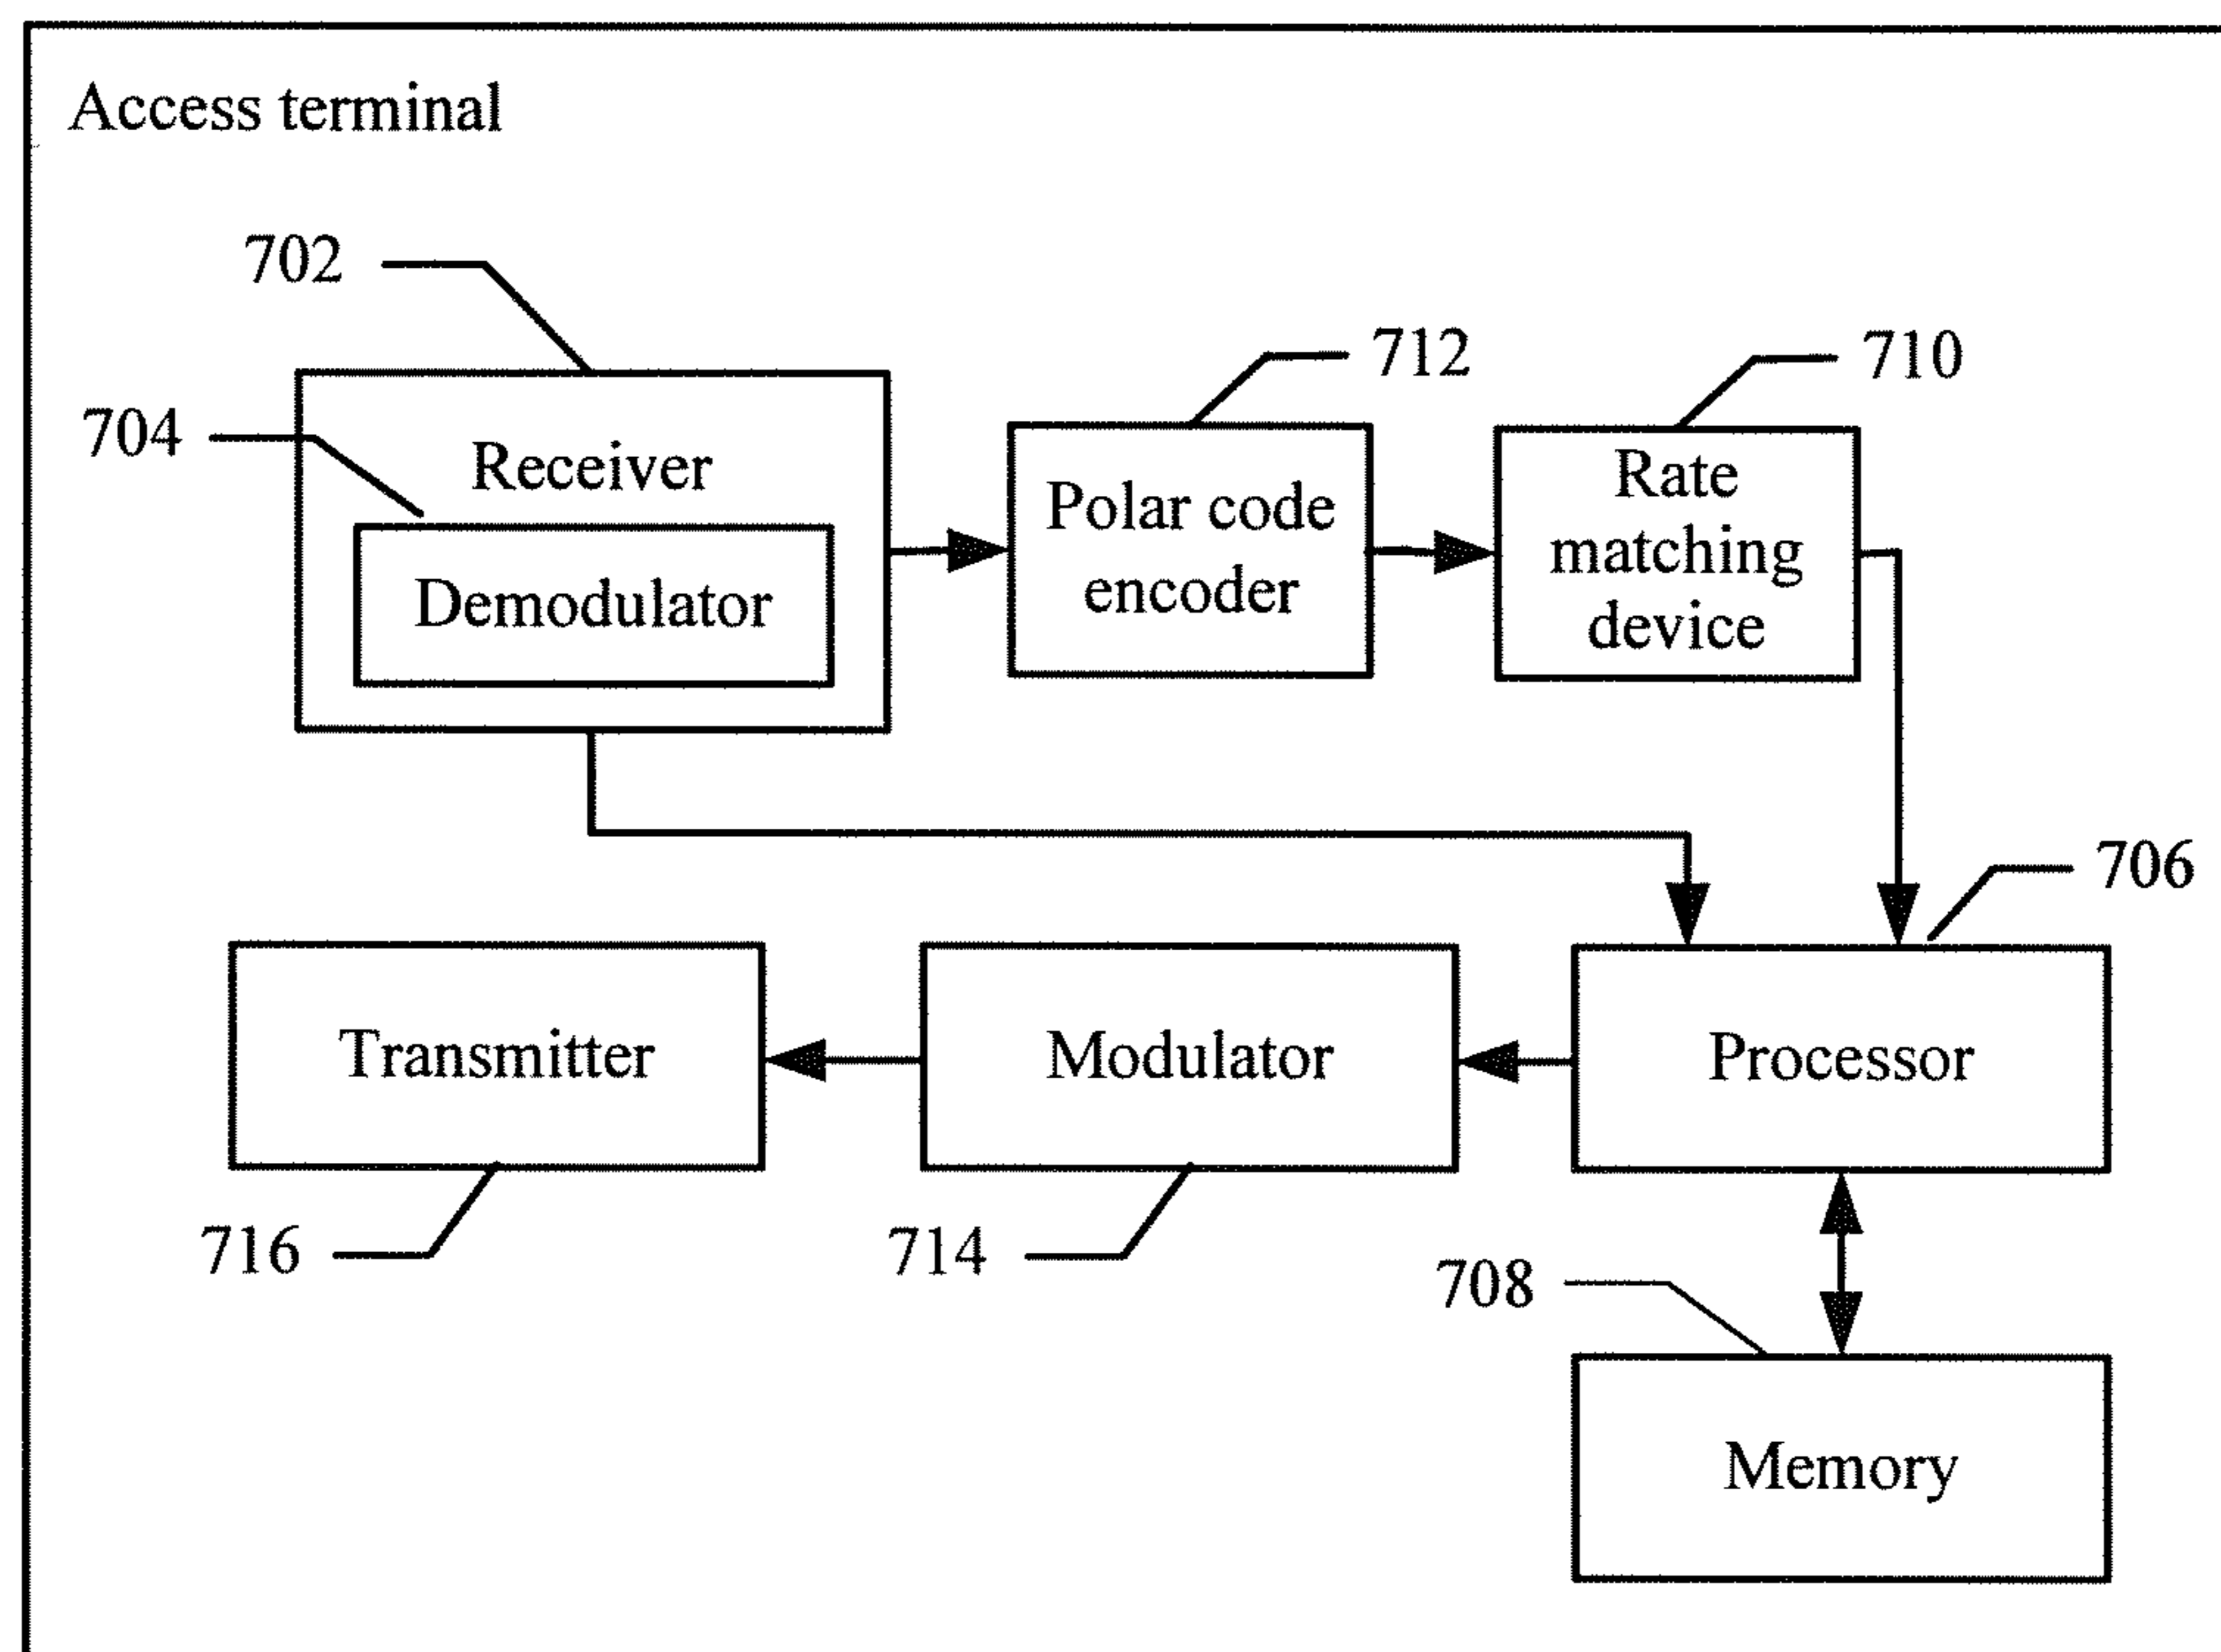 Access terminal
702
712
710
704
Receiver
Demodulator
Polar code
encoder
Rate
matching
device
706
Transmitter
Modulator
Processor
716
714
708
Memory